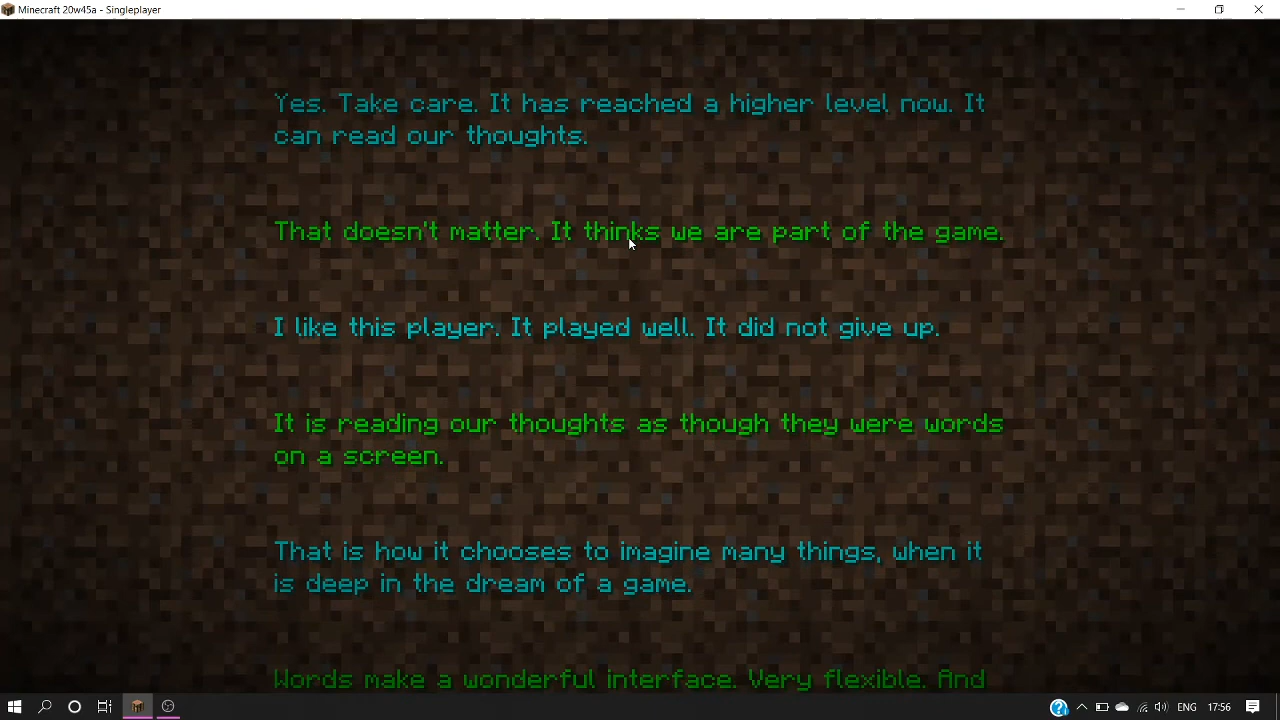 Minecraft 20w45a - Singleplayer
Yes. Take care. It has reached a higher level now. It
can read our thoughts.
That doesn't matter. It thinks we are part of the game.
I like this player. It played well. It did not give up.
It is reading our thoughts as though they were words
on a screen.
That is how it chooses to imagine many things, when it
is deep in the dream of a game.
Words make a wonderful interface. Very flexible. And
ENG 17:56